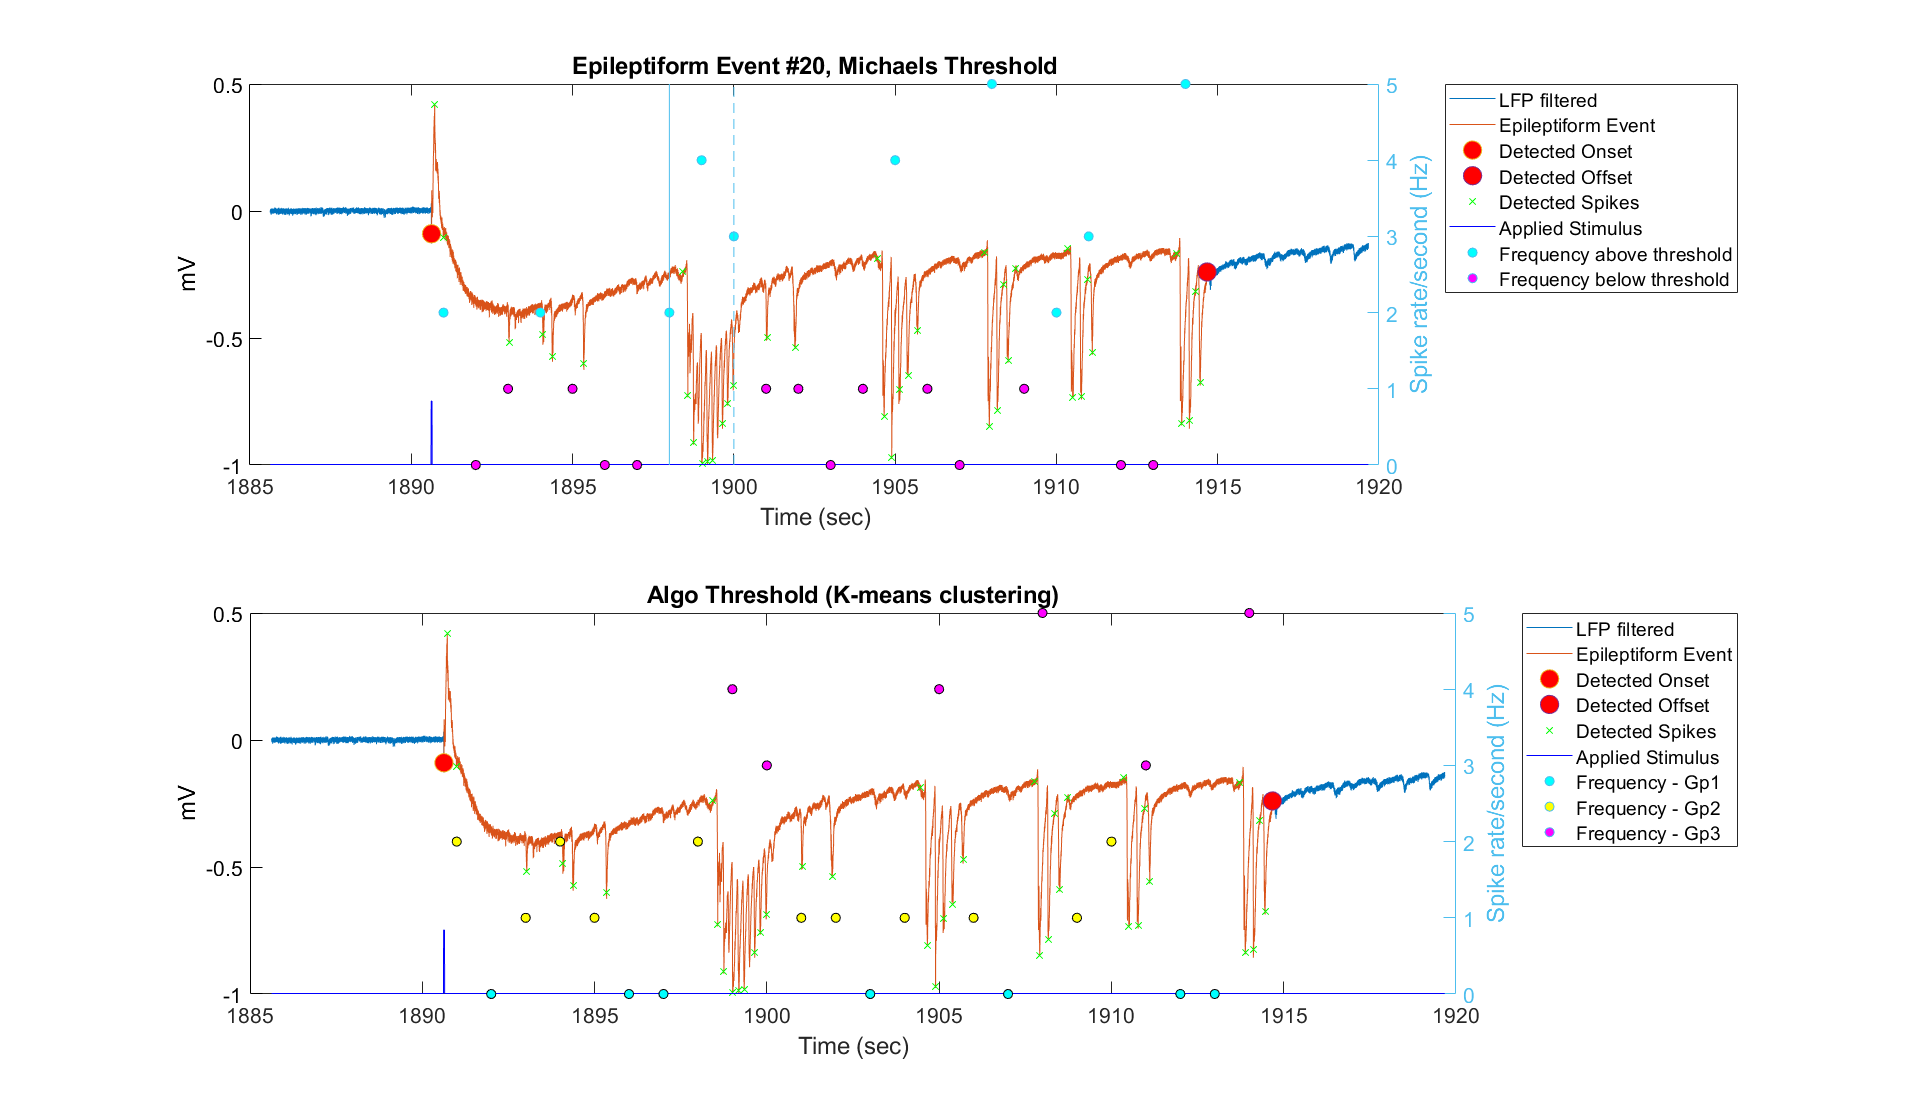 Epileptiform Event #20, Michaels Threshold
0.5
0
-0.5
-1
mV
1885
1890
1895
1900
1905
1910
1915
1920
Time (sec)
5
4
3
2
1
0
Spike rate/second (Hz)
LFP filtered
Epileptiform Event
Detected Onset
Detected Offset
Detected Spikes
Applied Stimulus
Frequency above threshold
Frequency below threshold
Algo Threshold (K-means clustering)
0.5
0
-0.5
-1
mV
1885
1890
1895
1900
1905
1910
1915
1920
Time (sec)
5
4
3
2
1
0
Spike rate/second (Hz)
LFP filtered
Epileptiform Event
Detected Onset
Detected Offset
Detected Spikes
Applied Stimulus
Frequency - Gp1
Frequency - Gp2
Frequency - Gp3